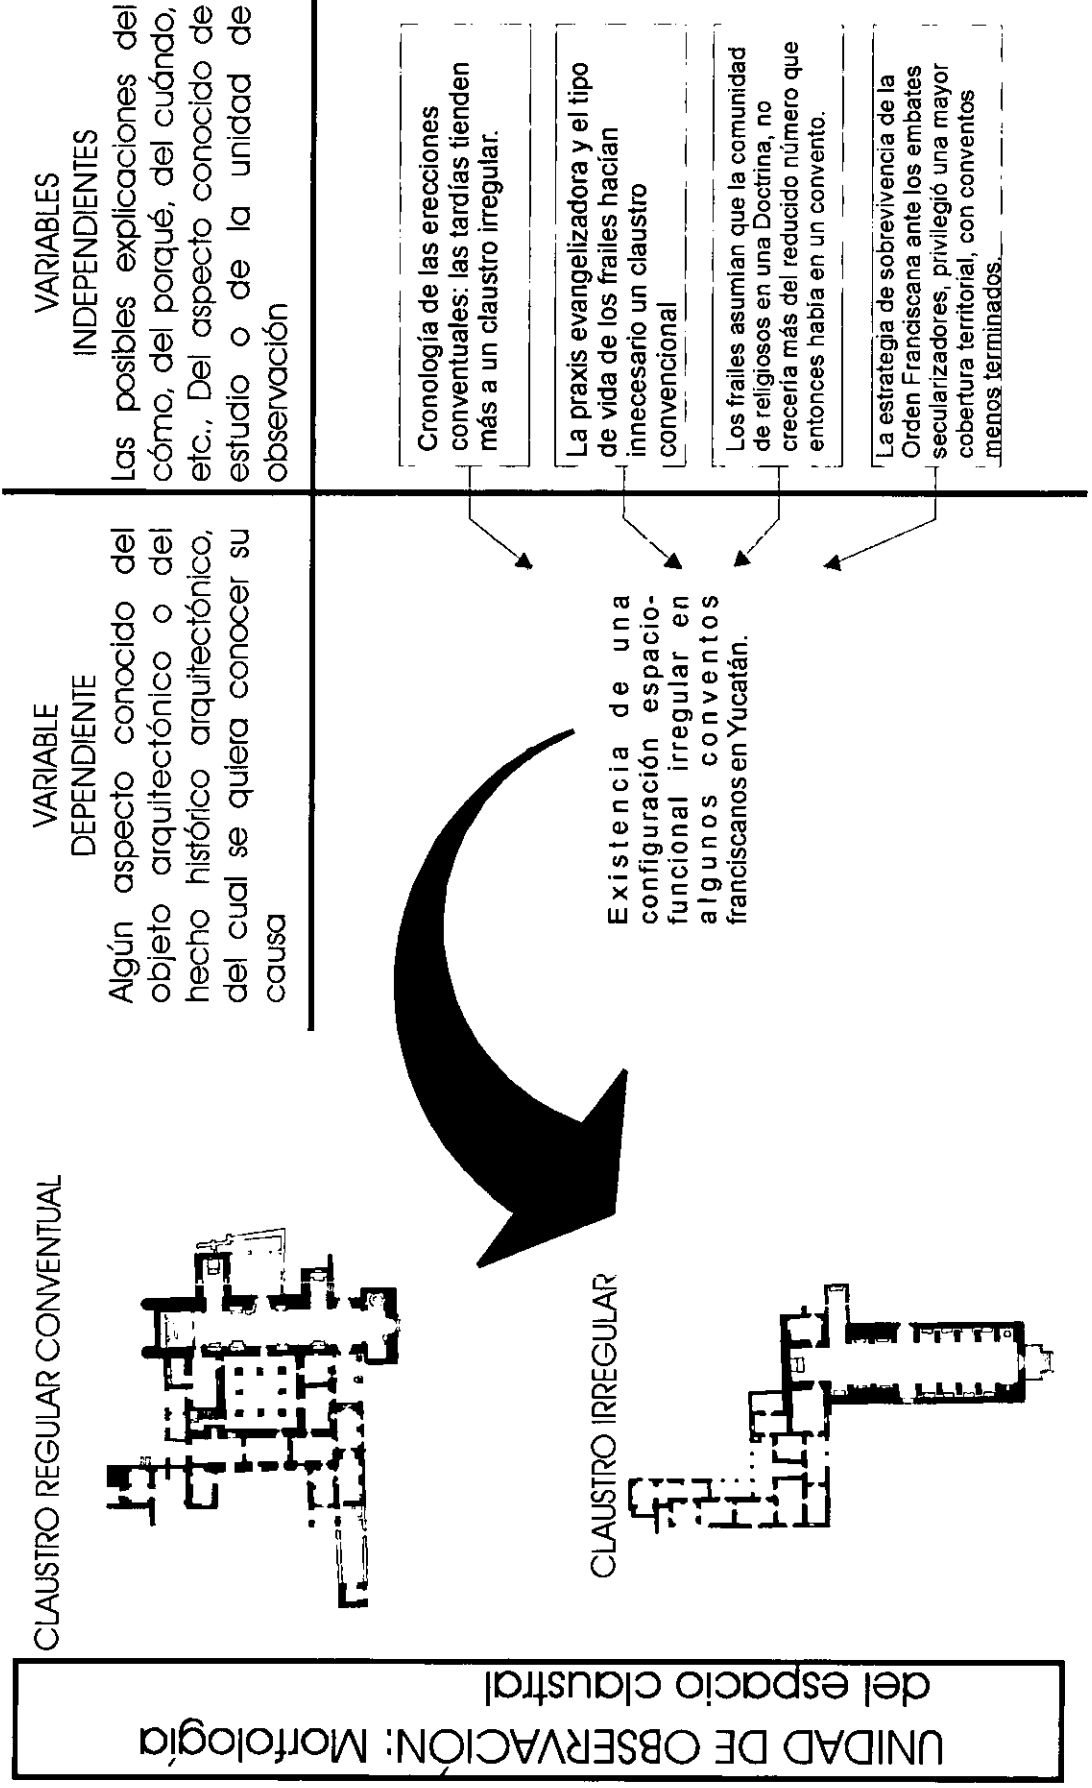 UNIDAD DE OBSERVACIÓN: Morfología
del espacio claustral
CLAUSTRO REGULAR CONVENTUAL
CLAUSTRO IRREGULAR
VARIABLE
DEPENDIENTE
Algún aspecto conocido del
objeto arquitectónico o del
hecho histórico arquitectónico,
del cual se quiera conocer su
causa
Existencia de una
configuración espacio-
funcional irregular en
algunos conventos
franciscanos en Yucatán.
VARIABLES
INDEPENDIENTES
Las posibles explicaciones del
cómo, del porqué, del cuándo,
etc., Del aspecto conocido de
estudio o de la unidad de
observación
Cronología de las erecciones
conventuales: las tardías tienden
más a un claustro irregular.
La praxis evangelizadora y el tipo
de vida de los frailes hacían
innecesario un claustro
convencional
Los frailes asumían que la comunidad
de religiosos en una Doctrina, no
crecería más del reducido número que
entonces había en un convento.
La estrategia de sobrevivencia de la
Orden Franciscana ante los embates
secularizadores, privilegió una mayor
cobertura territorial, con conventos
menos terminados.